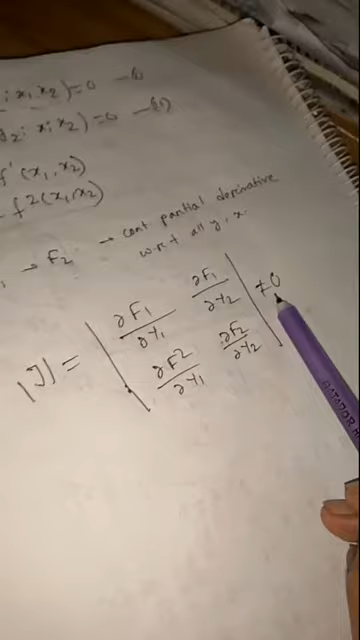 ; x₁ x₂) = 0 — (i)
y₂ ; x₁ x₂) = 0 — (ii)
f¹ (x₁, x₂)
= f² (x₁, x₂)
→ F₂ → cont partial derivative
w.r.t all y, x.
|J| = | ∂F₁/∂y₁ ∂F₁/∂y₂ | ≠ 0
∂F²/∂y₁ ∂F₂/∂y₂
MATADOR